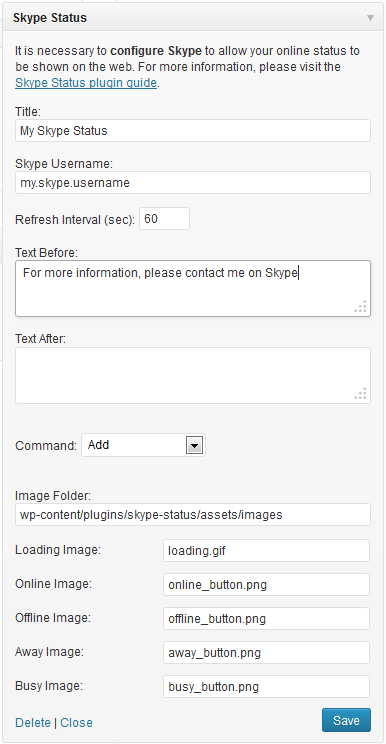 Skype Status
It is necessary to configure Skype to allow your online status to
be shown on the web. For more information, please visit the
Skype Status plugin guide.
Title:
My Skype Status
Skype Username:
my.skype.username
Refresh Interval (sec): 60
Text Before:
For more information, please contact me on Skype
Text After:
Command: Add
Image Folder:
wp-content/plugins/skype-status/assets/images
Loading Image: loading.gif
Online Image: online_button.png
Offline Image: offline_button.png
Away Image: away_button.png
Busy Image: busy_button.png
Delete | Close Save